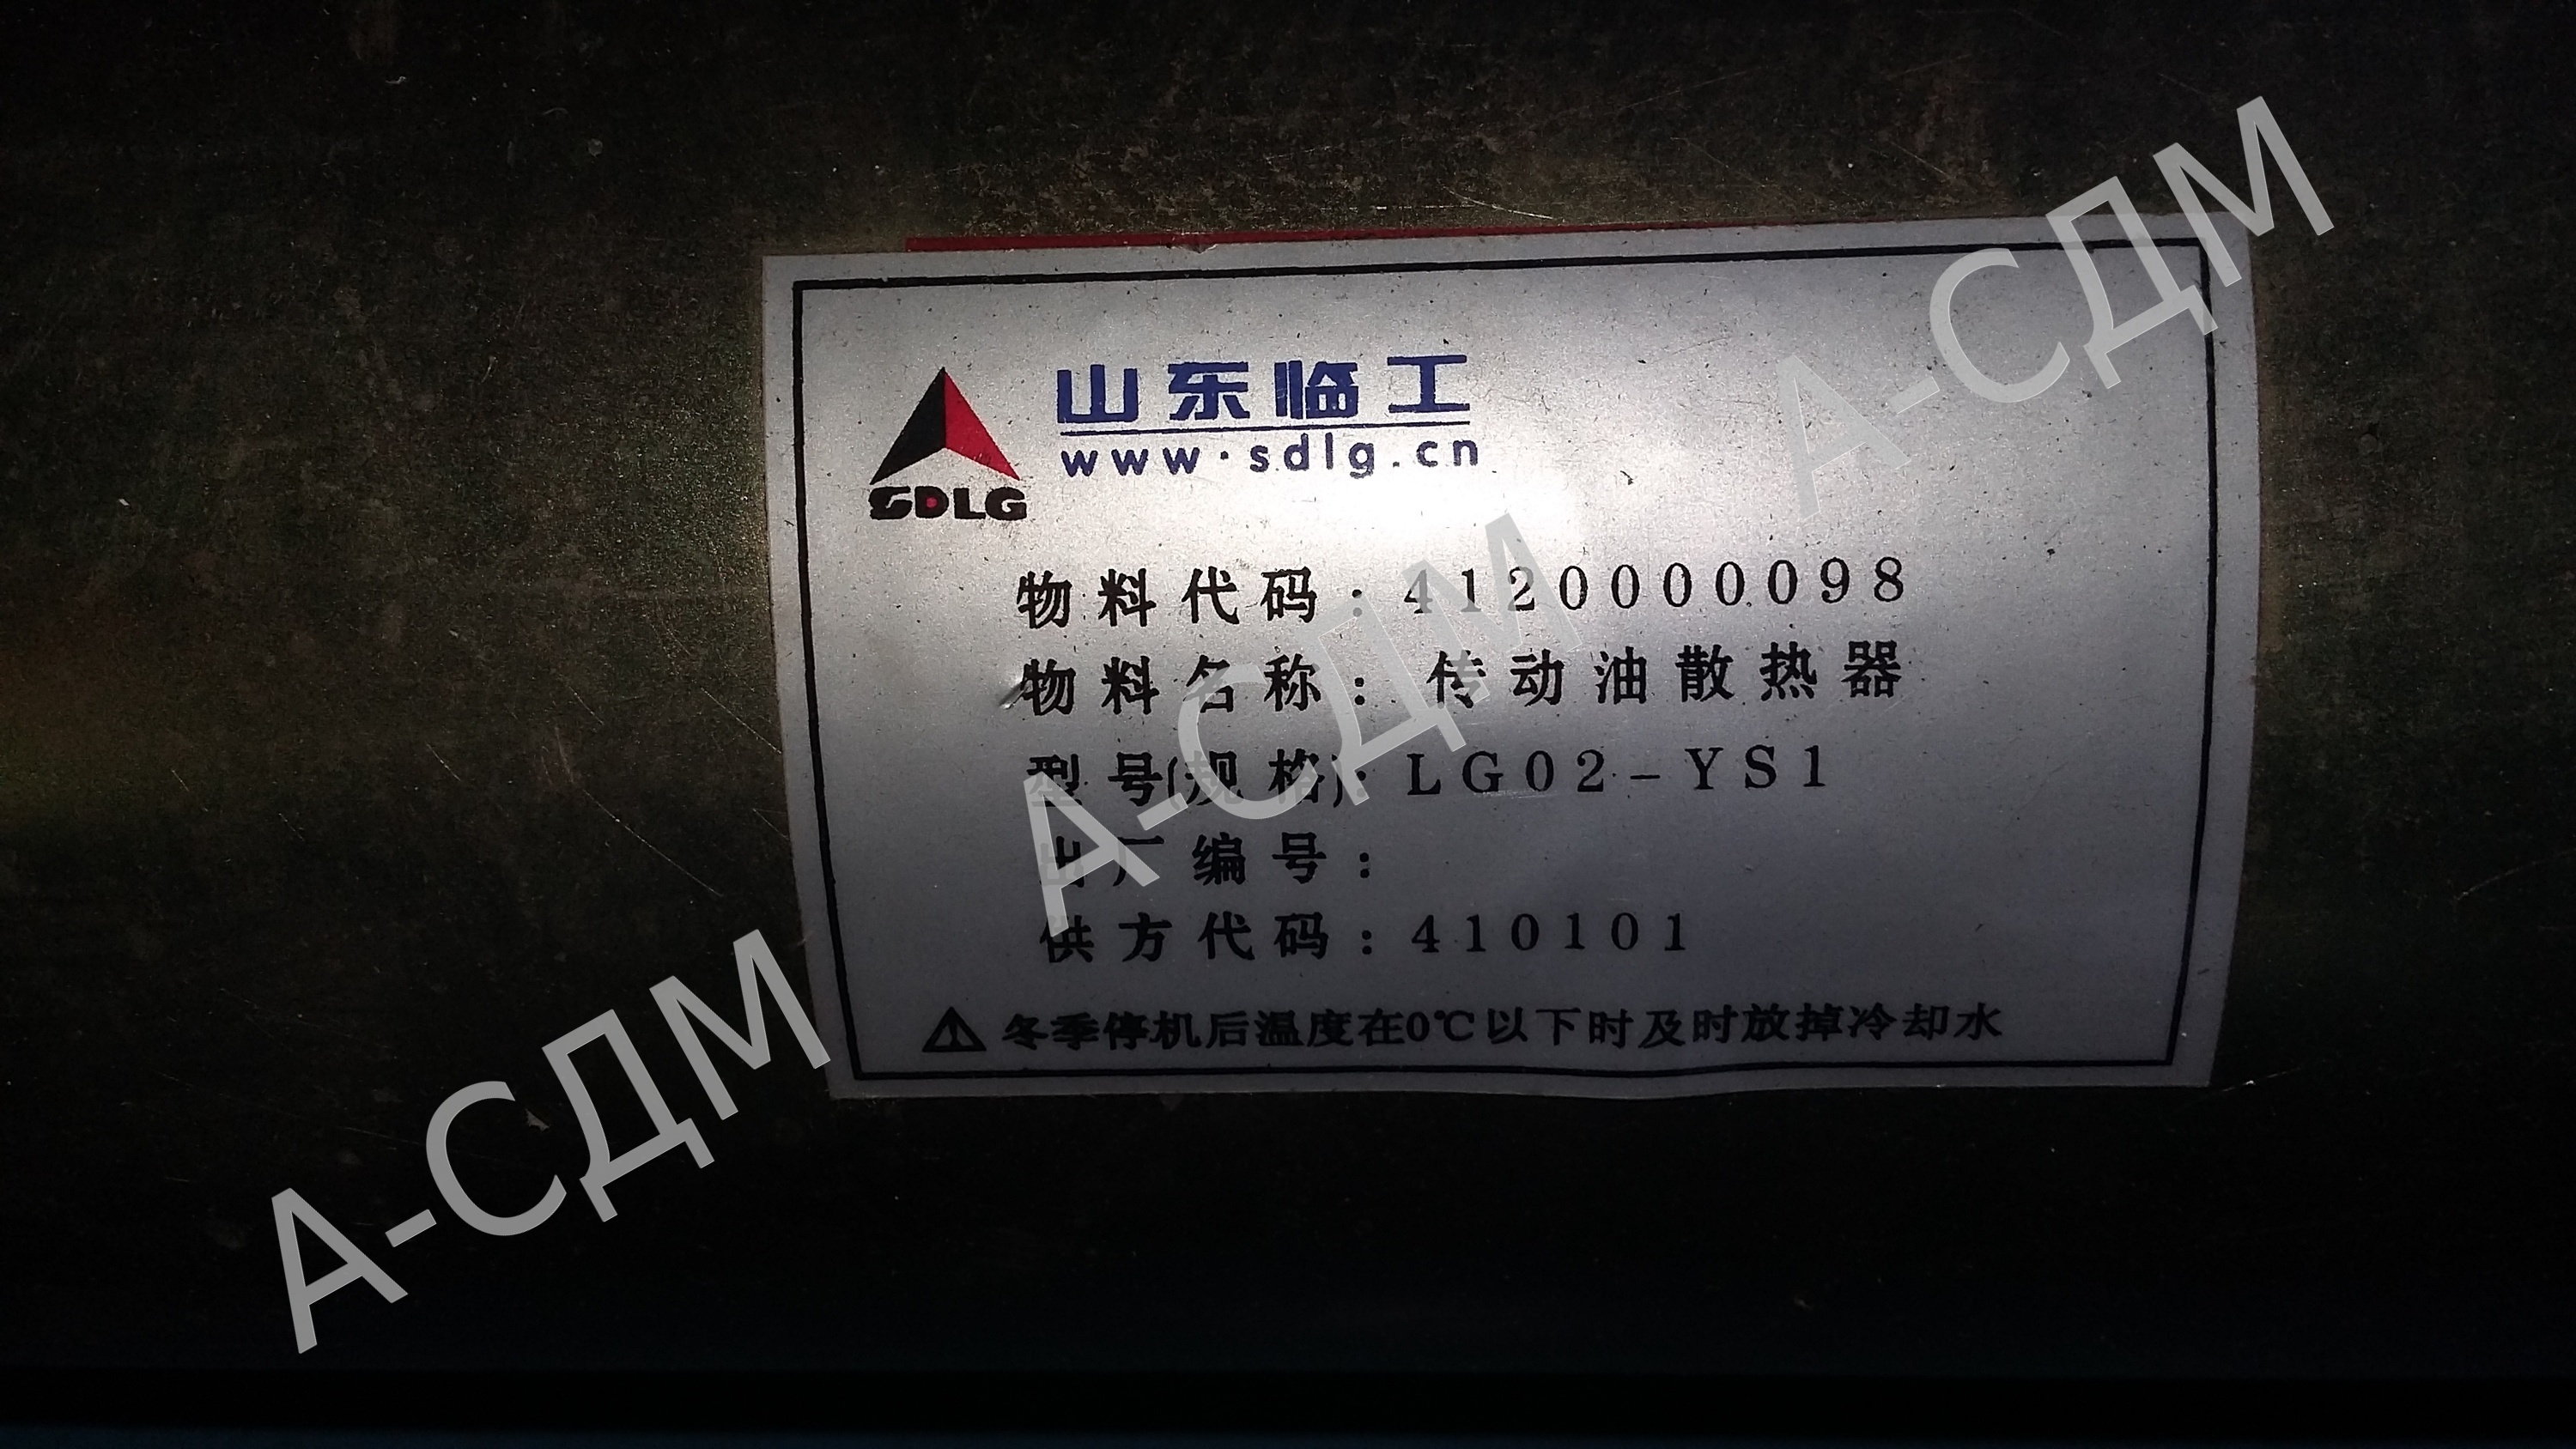 山东临工
www.sdlg.cn
SDLG
物料代码:4120000098
物料名称:传动油散热器
型号(规格):LG02-YS1
出厂编号:
供方代码:410101
冬季停机后温度在0℃以下时及时放掉冷却水
А-СДМ
А-СДМ
А-СДМ